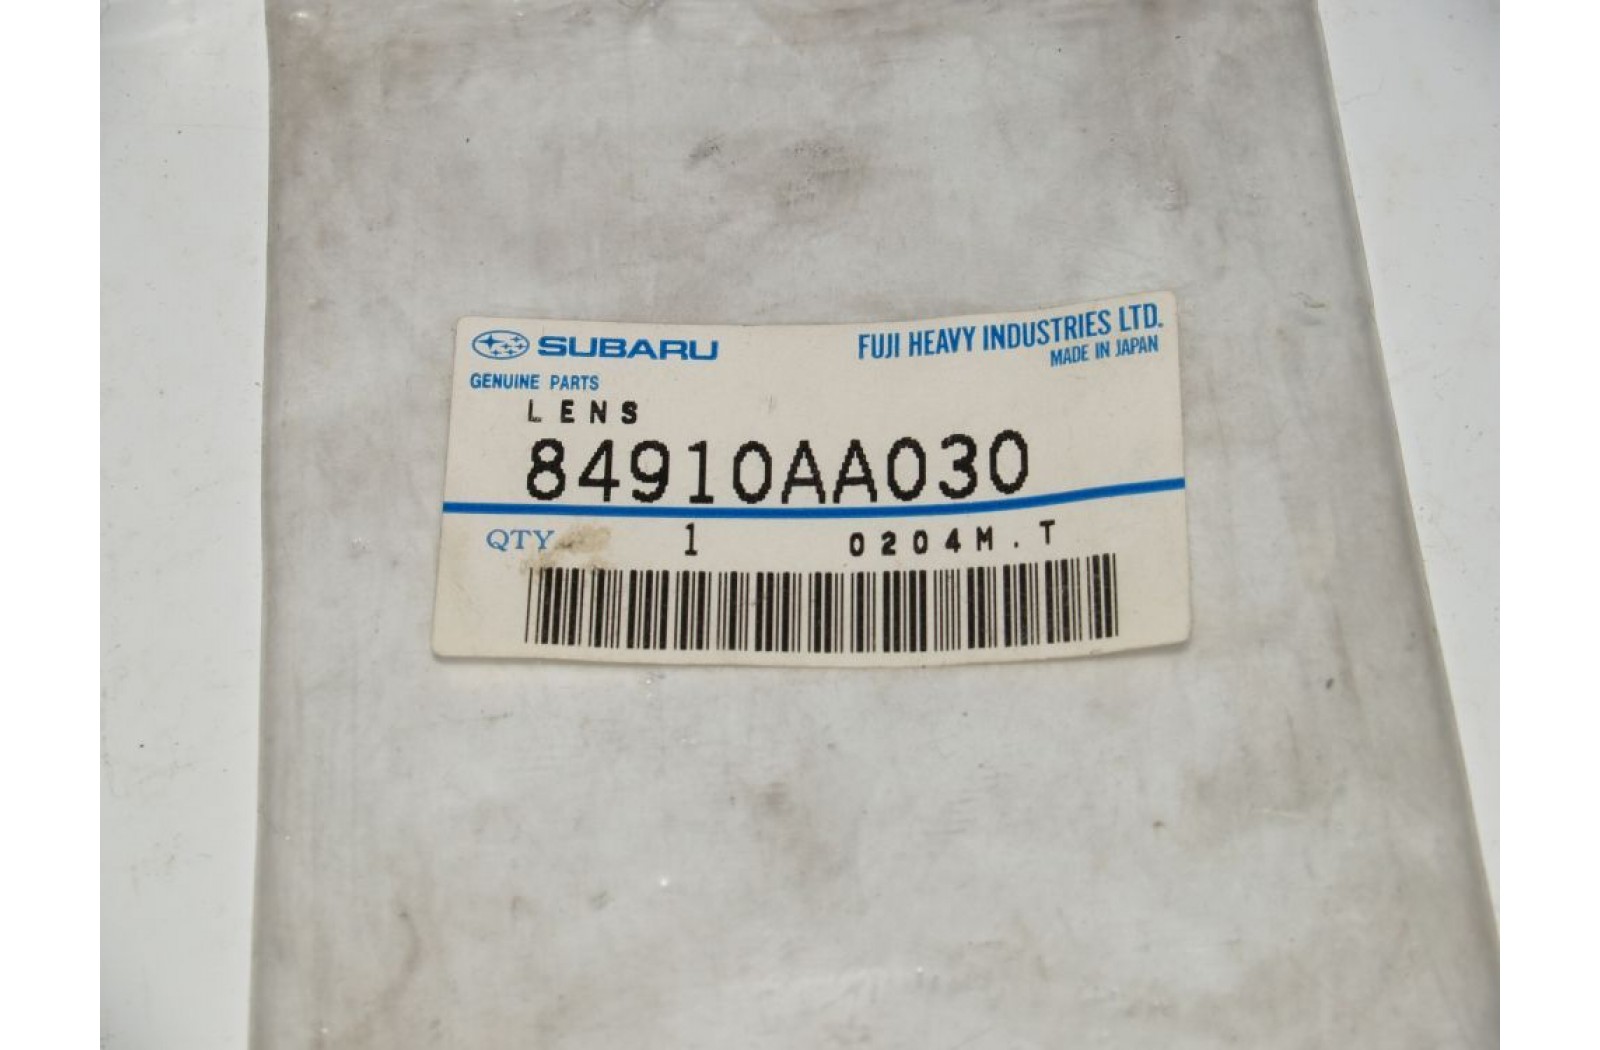 SUBARU
FUJI HEAVY INDUSTRIES LTD.
MADE IN JAPAN
GENUINE PARTS
LENS
84910AA030
QTY 1 0204M.T